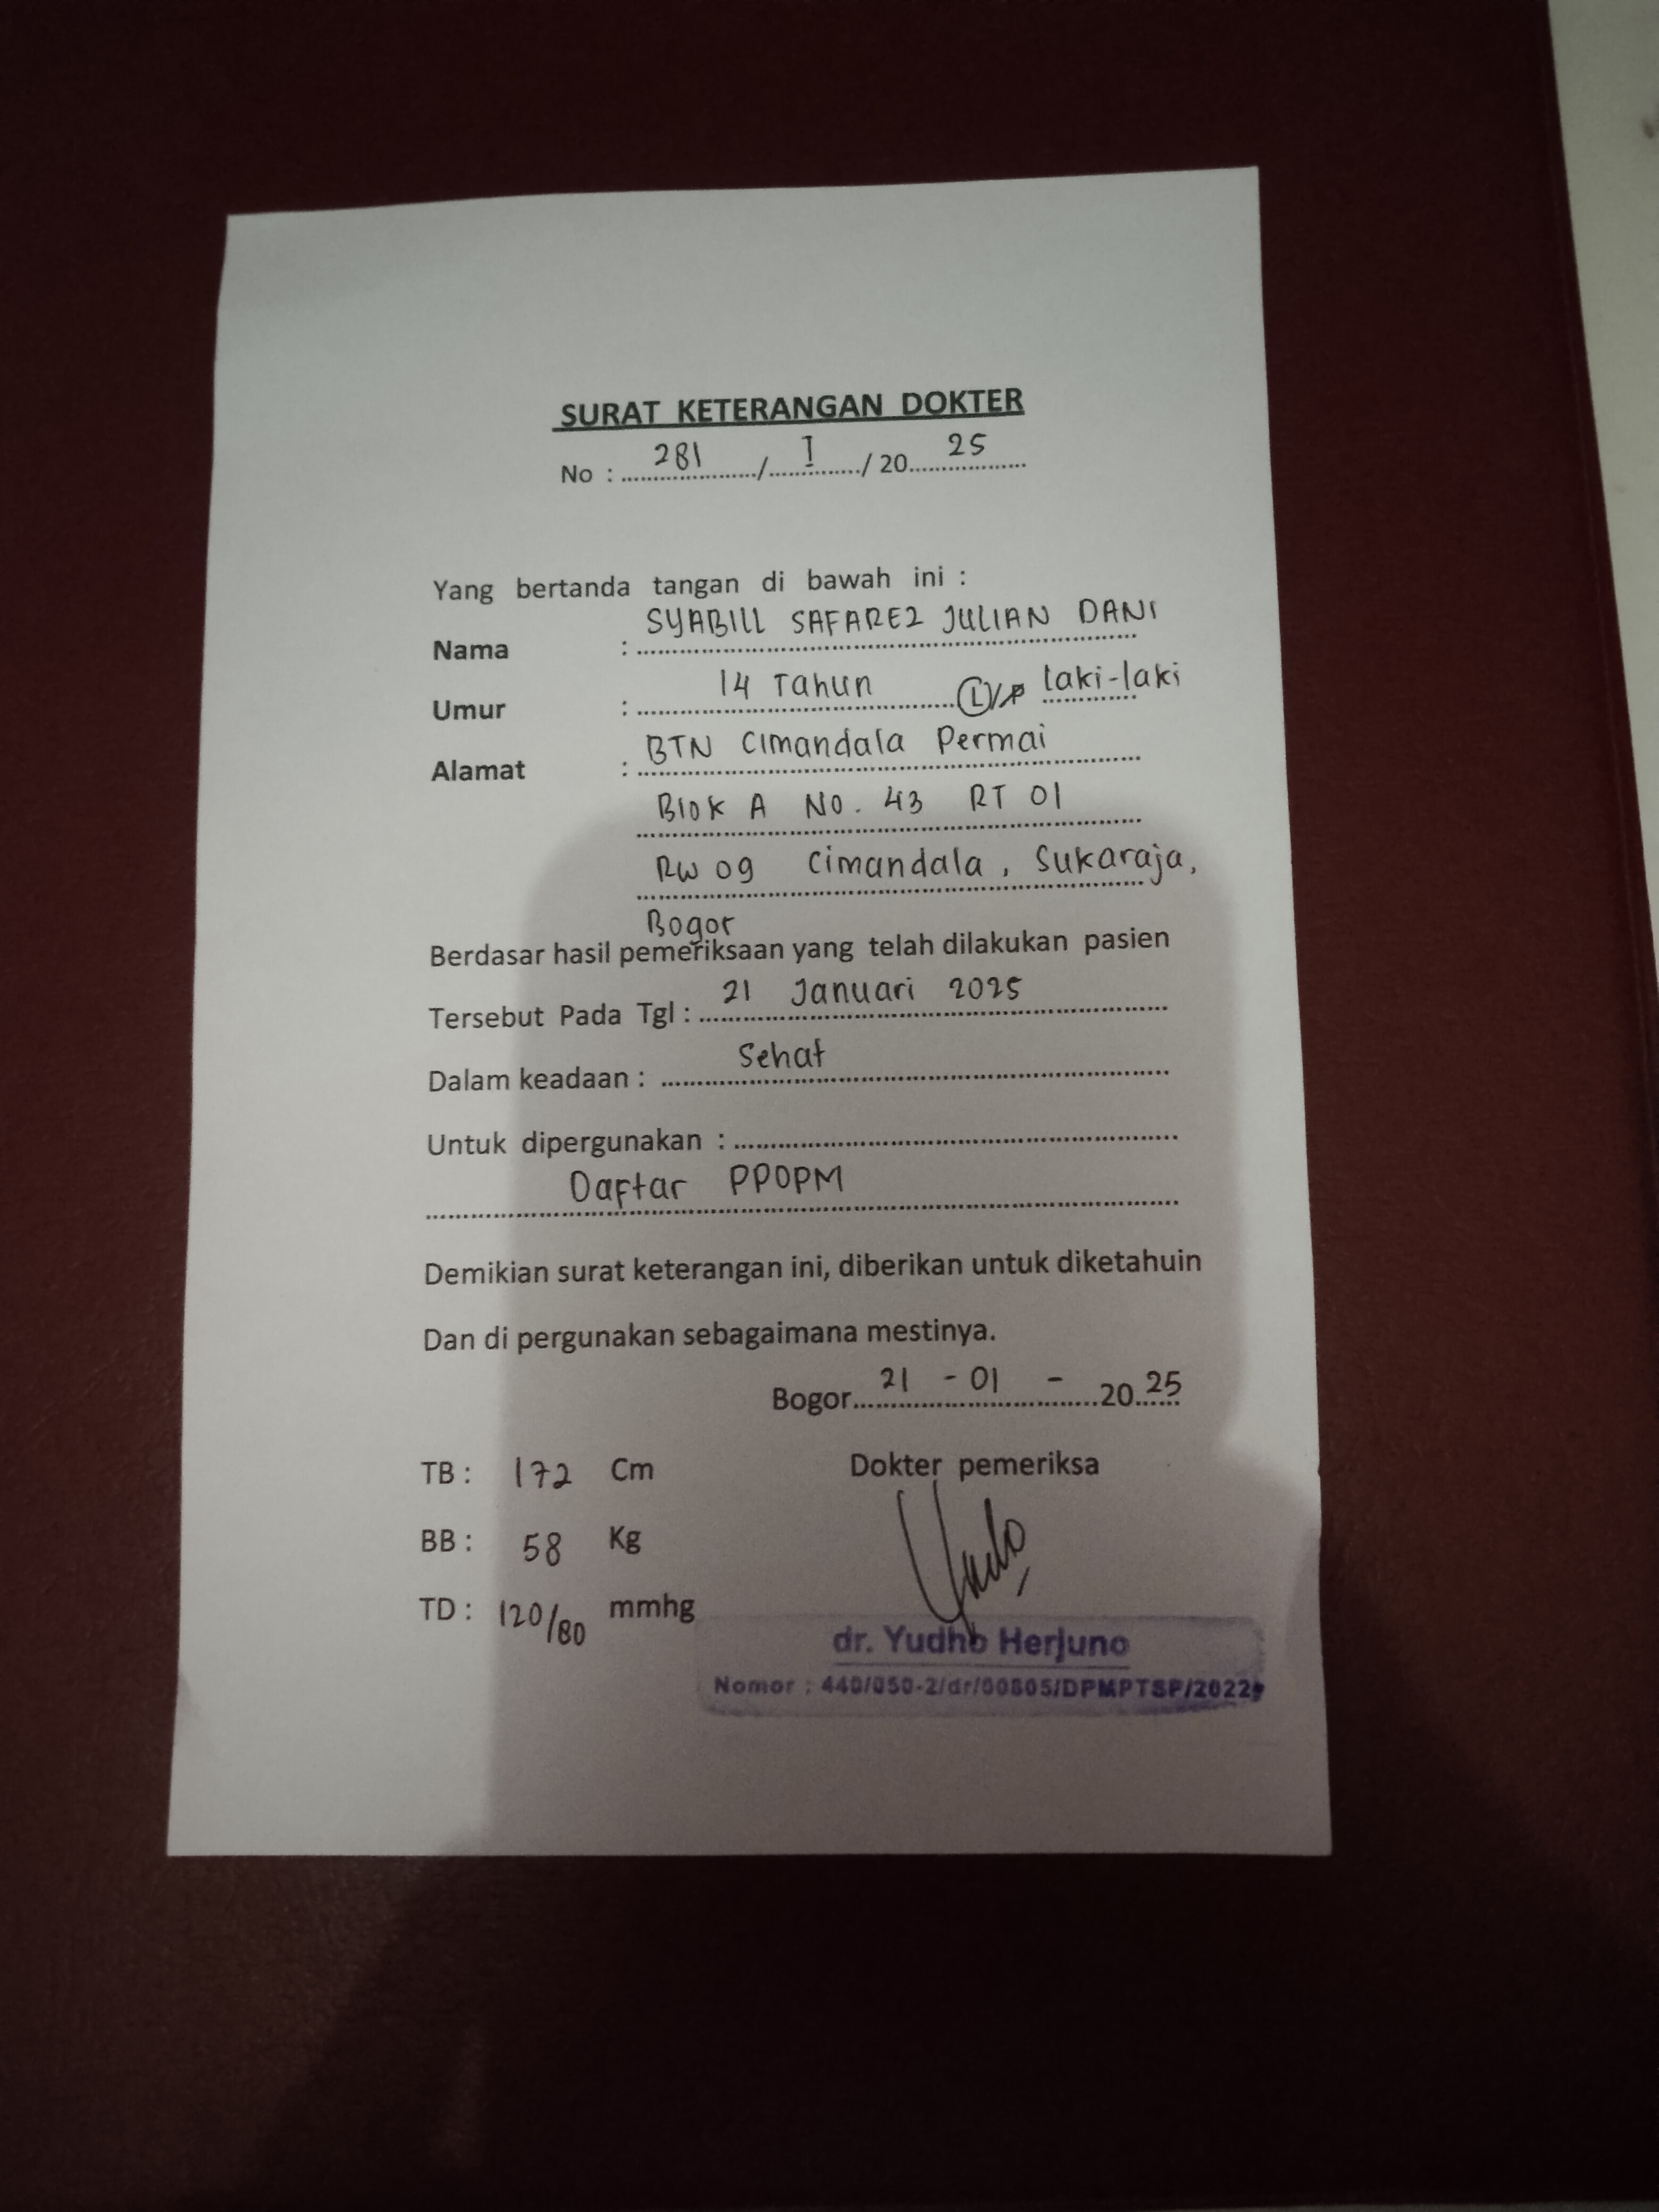 SURAT KETERANGAN DOKTER
No : 281 / I / 20 25
Yang bertanda tangan di bawah ini :
Nama : SYABILL SAFAREZ JULIAN DANI
Umur : 14 Tahun L/P laki-laki
Alamat : BTN Cimandala Permai
Blok A No. 43 RT 01
RW 09 Cimandala, Sukaraja,
Bogor
Berdasar hasil pemeriksaan yang telah dilakukan pasien
Tersebut Pada Tgl : 21 Januari 2025
Dalam keadaan : Sehat
Untuk dipergunakan :
Daftar PPOPM
Demikian surat keterangan ini, diberikan untuk diketahuin
Dan di pergunakan sebagaimana mestinya.
Bogor 21 - 01 - 20 25
TB : 172 Cm Dokter pemeriksa
BB : 58 Kg
TD : 120/80 mmhg
dr. Yudho Herjuno
Nomor :